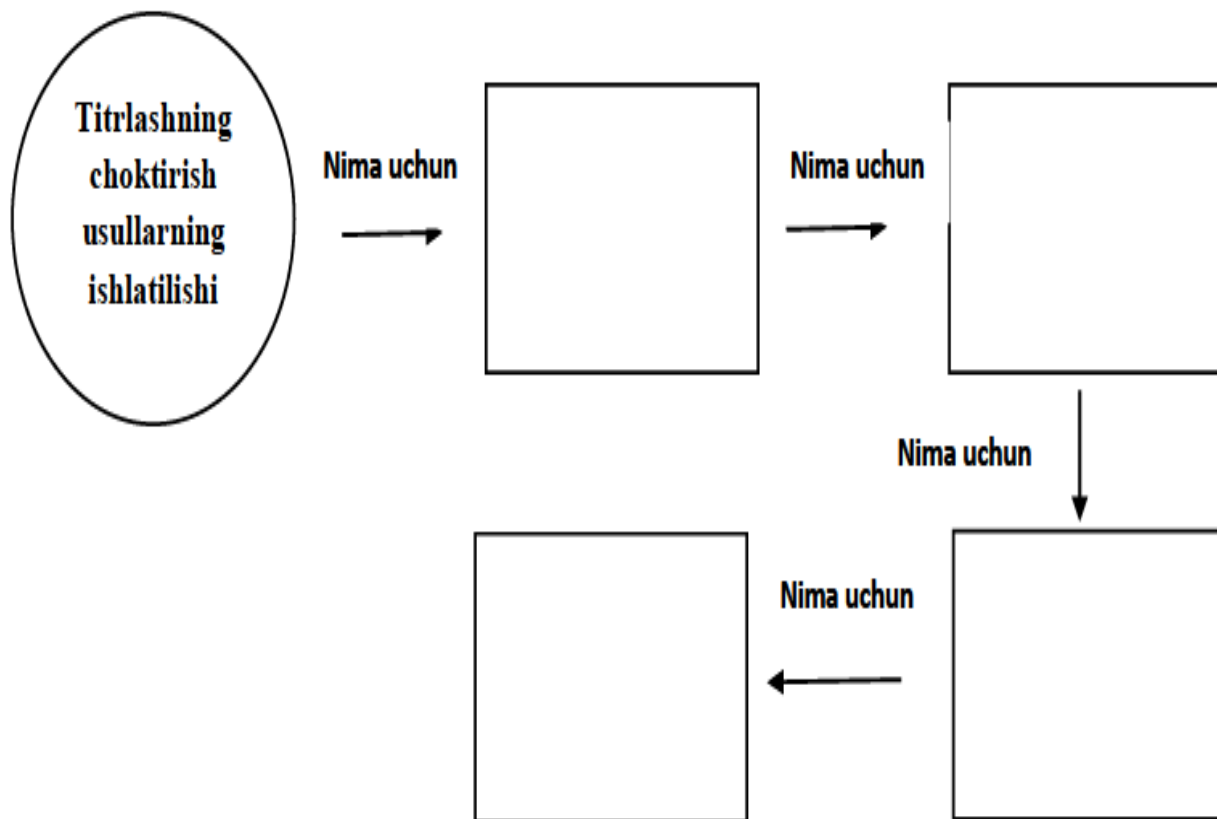 Titrlashning
choktirish
usullarning
ishlatilishi
Nima uchun
Nima uchun
Nima uchun
Nima uchun